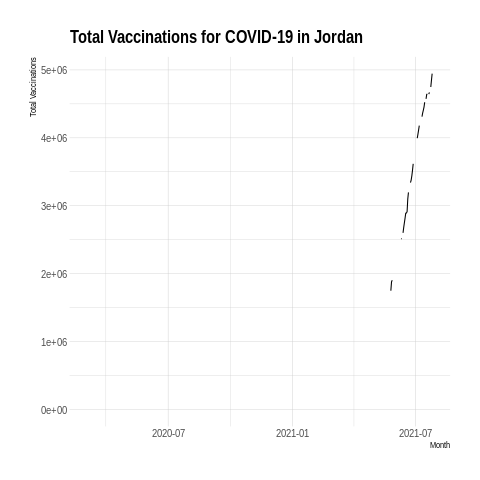 Total Vaccinations for COVID-19 in Jordan
Total Vaccinations
5e+06
4e+06
3e+06
2e+06
1e+06
0e+00
2020-07
2021-01
2021-07
Month